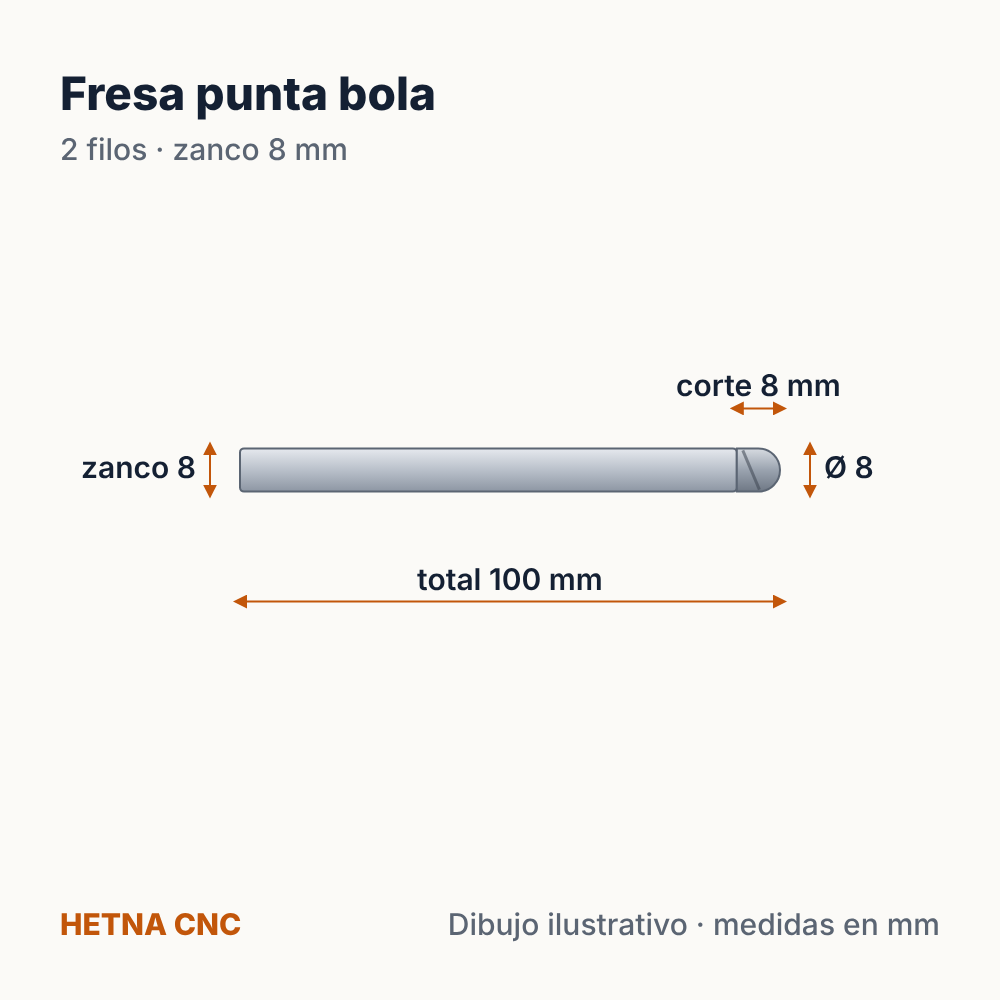 Fresa punta bola
2 filos · zanco 8 mm
corte 8 mm
zanco 8
Ø 8
total 100 mm
HETNA CNC
Dibujo ilustrativo · medidas en mm